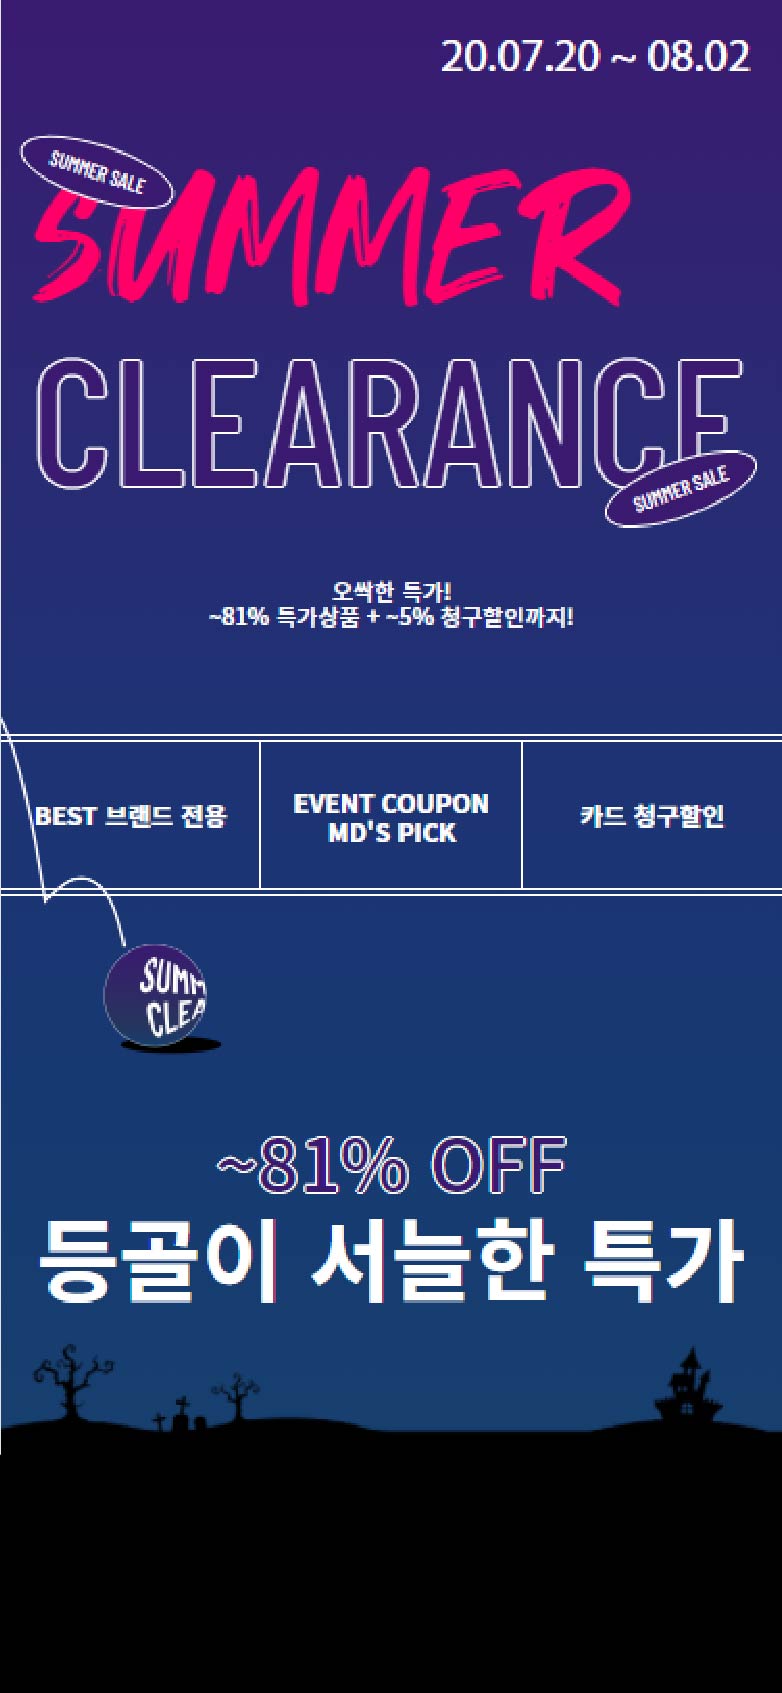 20.07.20 ~ 08.02
SUMMER SALE
SUMMER
CLEARANCE
SUMMER SALE
오싹한 특가!
~81% 특가상품 + ~5% 청구할인까지!
BEST 브랜드 전용
EVENT COUPON
MD'S PICK
카드 청구할인
SUMM
CLEA
~81% OFF
등골이 서늘한 특가